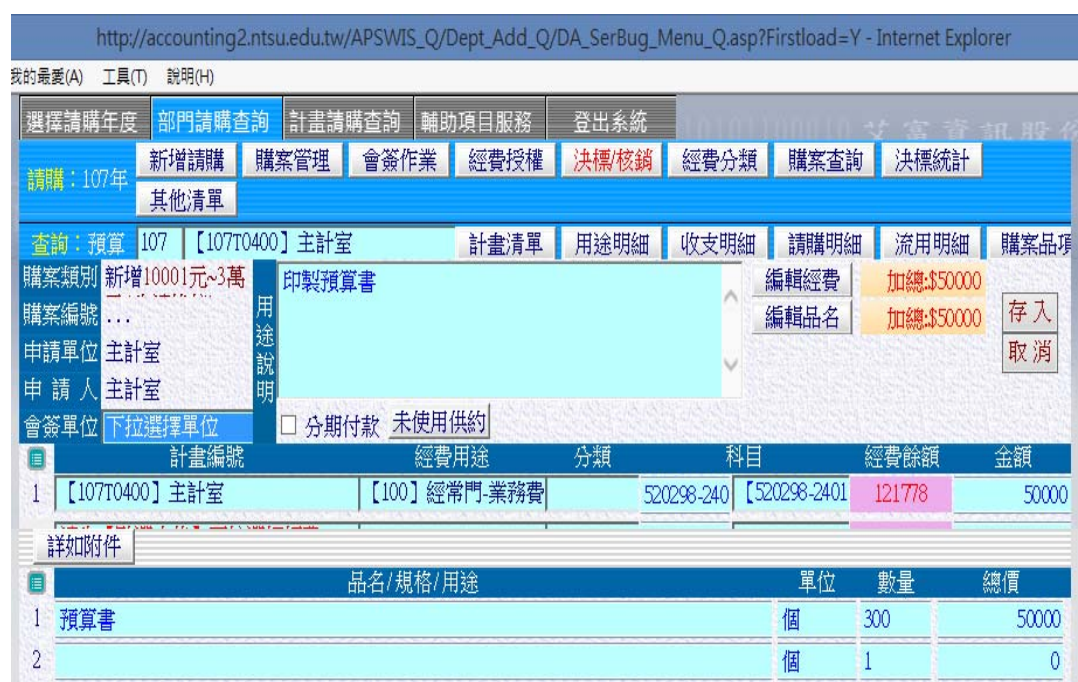 http://accounting2.ntsu.edu.tw/APSWIS_Q/Dept_Add_Q/DA_SerBug_Menu_Q.asp?Firstload=Y - Internet Explorer
我的最愛(A) 工具(T) 說明(H)
選擇請購年度 部門請購查詢 計畫請購查詢 輔助項目服務 登出系統 艾富資訊股份
請購：107年 新增請購 購案管理 會簽作業 經費授權 決標/核銷 經費分類 購案查詢 決標統計
其他清單
查詢：預算 107 【107T0400】主計室 計畫清單 用途明細 收支明細 請購明細 流用明細 購案品項
購案類別 新增10001元~3萬 用途說明 印製預算書 編輯經費 加總:$50000
購案編號 ... 編輯品名 加總:$50000 存入
申請單位 主計室 取消
申請人 主計室
會簽單位 下拉選擇單位 分期付款 未使用供約
計畫編號 經費用途 分類 科目 經費餘額 金額
1 【107T0400】主計室 【100】經常門-業務費 520298-240 【520298-2401 121778 50000
詳如附件
品名/規格/用途 單位 數量 總價
1 預算書 個 300 50000
2 個 1 0